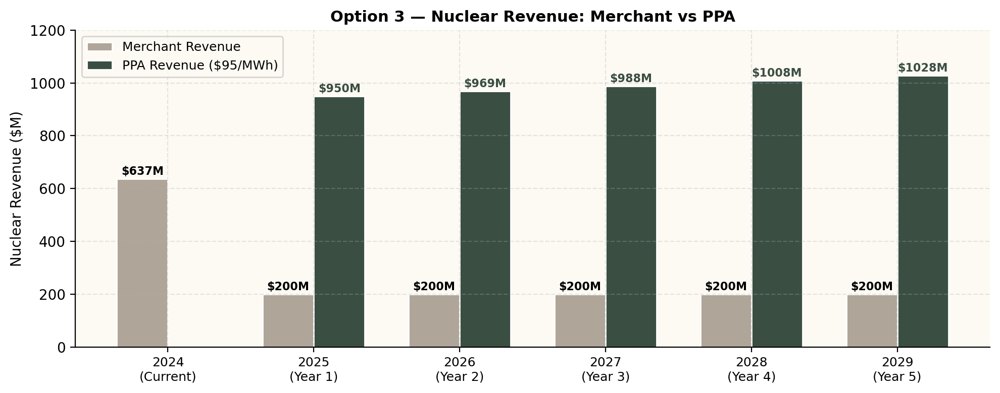 Option 3 — Nuclear Revenue: Merchant vs PPA
Merchant Revenue
PPA Revenue ($95/MWh)
Nuclear Revenue ($M)
1200
1000
800
600
400
200
0
$637M
$200M
$950M
$200M
$969M
$200M
$988M
$200M
$1008M
$200M
$1028M
2024
(Current)
2025
(Year 1)
2026
(Year 2)
2027
(Year 3)
2028
(Year 4)
2029
(Year 5)